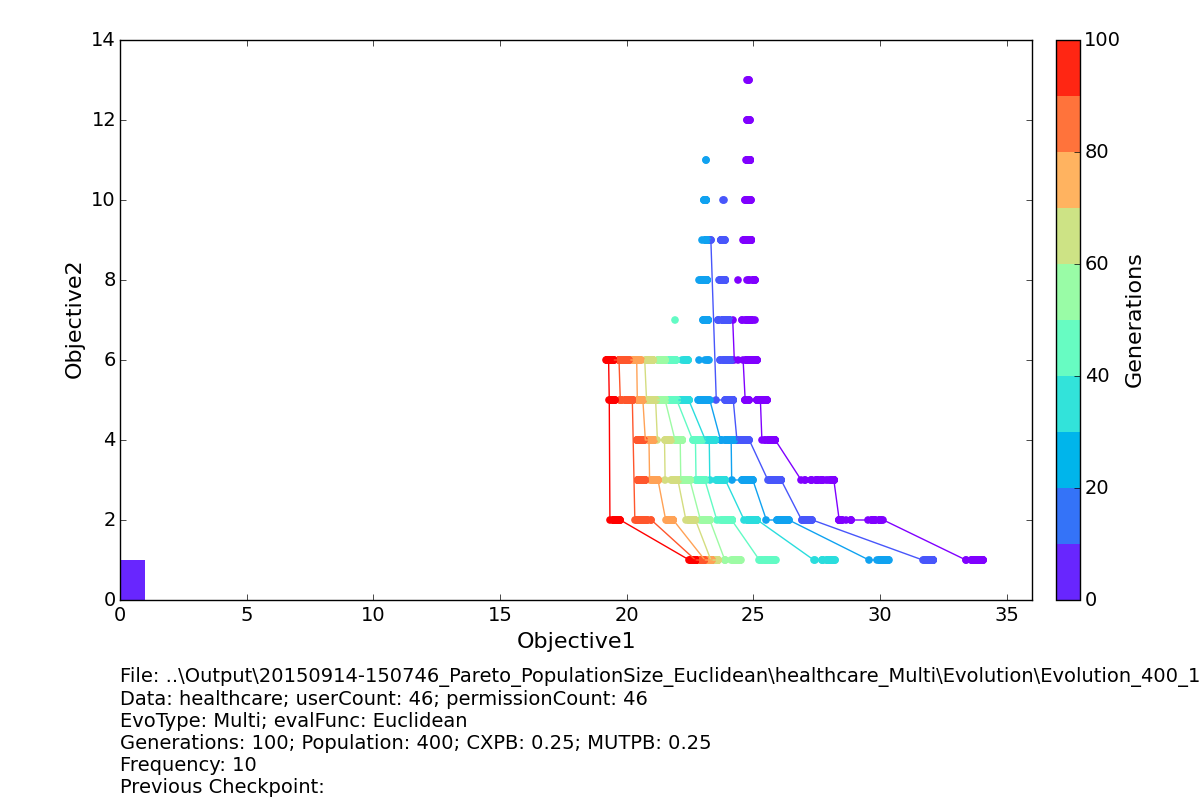 14
12
10
8
6
4
2
0
Objective2
0
5
10
15
20
25
30
35
Objective1
100
80
60
40
20
0
Generations
File: ..\Output\20150914-150746_Pareto_PopulationSize_Euclidean\healthcare_Multi\Evolution\Evolution_400_1
Data: healthcare; userCount: 46; permissionCount: 46
EvoType: Multi; evalFunc: Euclidean
Generations: 100; Population: 400; CXPB: 0.25; MUTPB: 0.25
Frequency: 10
Previous Checkpoint: